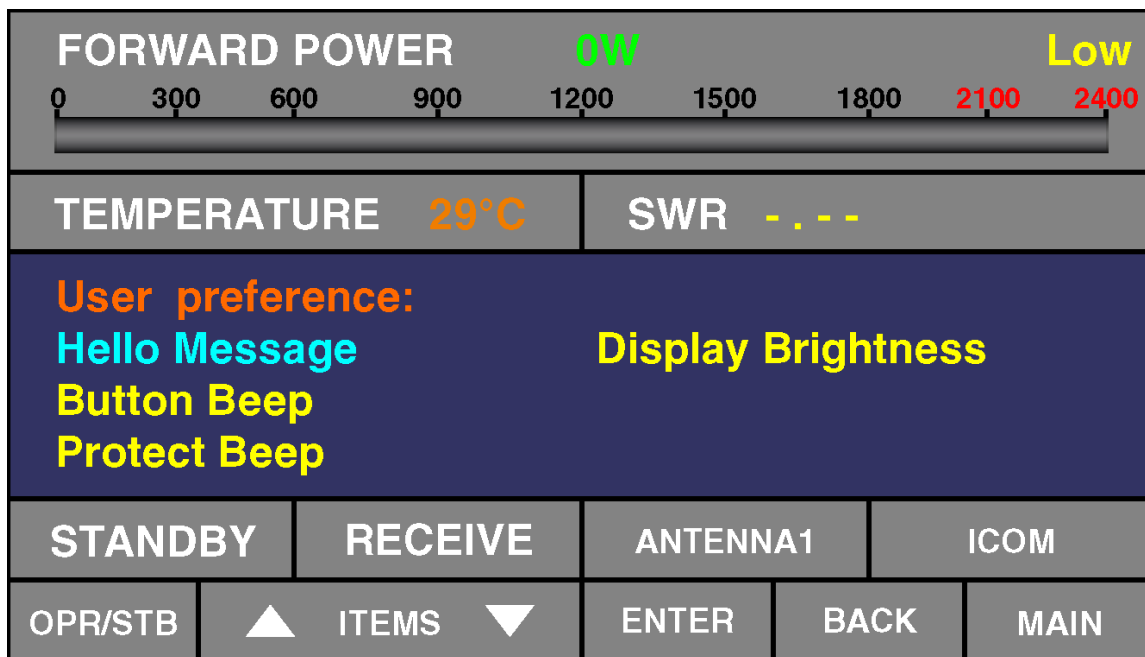 FORWARD POWER 0W Low
0 300 600 900 1200 1500 1800 2100 2400
TEMPERATURE 29°C SWR -.--
User preference:
Hello Message Display Brightness
Button Beep
Protect Beep
STANDBY RECEIVE ANTENNA1 ICOM
OPR/STB ▲ ITEMS ▼ ENTER BACK MAIN